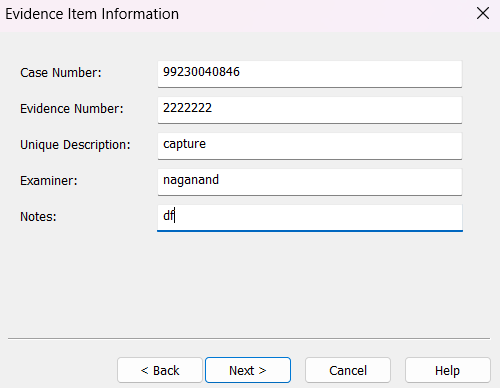 Evidence Item Information
Case Number: 99230040846
Evidence Number: 2222222
Unique Description: capture
Examiner: naganand
Notes: df
< Back Next > Cancel Help